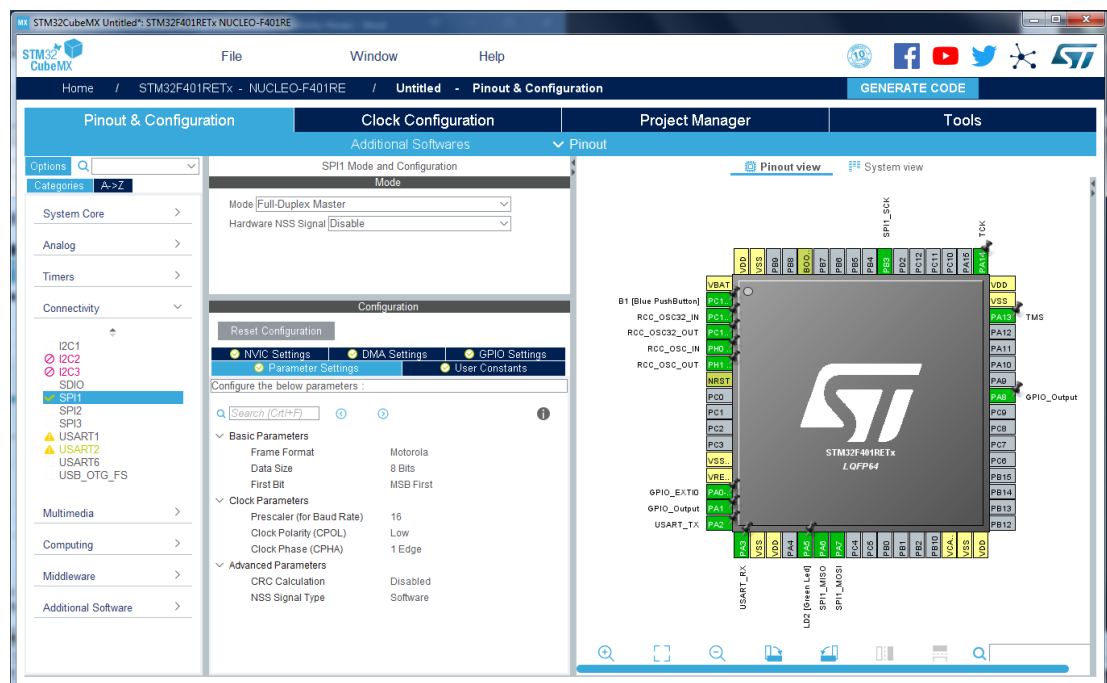 MX STM32CubeMX Untitled*: STM32F401RETx NUCLEO-F401RE
STM32 CubeMX
File Window Help
10
Home / STM32F401RETx - NUCLEO-F401RE / Untitled - Pinout & Configuration
GENERATE CODE
Pinout & Configuration
Clock Configuration
Project Manager
Tools
Additional Softwares
Pinout
Options
Categories A->Z
System Core
Analog
Timers
Connectivity
I2C1
I2C2
I2C3
SDIO
SPI1
SPI2
SPI3
USART1
USART2
USART6
USB_OTG_FS
Multimedia
Computing
Middleware
Additional Software
SPI1 Mode and Configuration
Mode
Mode Full-Duplex Master
Hardware NSS Signal Disable
Configuration
Reset Configuration
NVIC Settings DMA Settings GPIO Settings
Parameter Settings User Constants
Configure the below parameters :
Search (Crtl+F)
Basic Parameters
Frame Format Motorola
Data Size 8 Bits
First Bit MSB First
Clock Parameters
Prescaler (for Baud Rate) 16
Clock Polarity (CPOL) Low
Clock Phase (CPHA) 1 Edge
Advanced Parameters
CRC Calculation Disabled
NSS Signal Type Software
Pinout view
System view
SPI1_SCK
TCK
VDD VSS PB9 PB8 BOO.. PB7 PB6 PB5 PB4 PB3 PD2 PC12 PC11 PC10 PA15 PA14
VBAT
B1 [Blue PushButton] PC1..
RCC_OSC32_IN PC1..
RCC_OSC32_OUT PC1..
RCC_OSC_IN PH0..
RCC_OSC_OUT PH1..
NRST
PC0
PC1
PC2
PC3
VSS..
VRE..
GPIO_EXTI0 PA0-..
GPIO_Output PA1
USART_TX PA2
STM32F401RETx
LQFP64
VDD
VSS
PA13 TMS
PA12
PA11
PA10
PA9
PA8 GPIO_Output
PC9
PC8
PC7
PC6
PB15
PB14
PB13
PB12
PA3 VSS VDD PA4 PA5 PA6 PA7 PC4 PC5 PB0 PB1 PB2 PB10 VCA.. VSS VDD
USART_RX
LD2 [Green Led]
SPI1_MISO
SPI1_MOSI